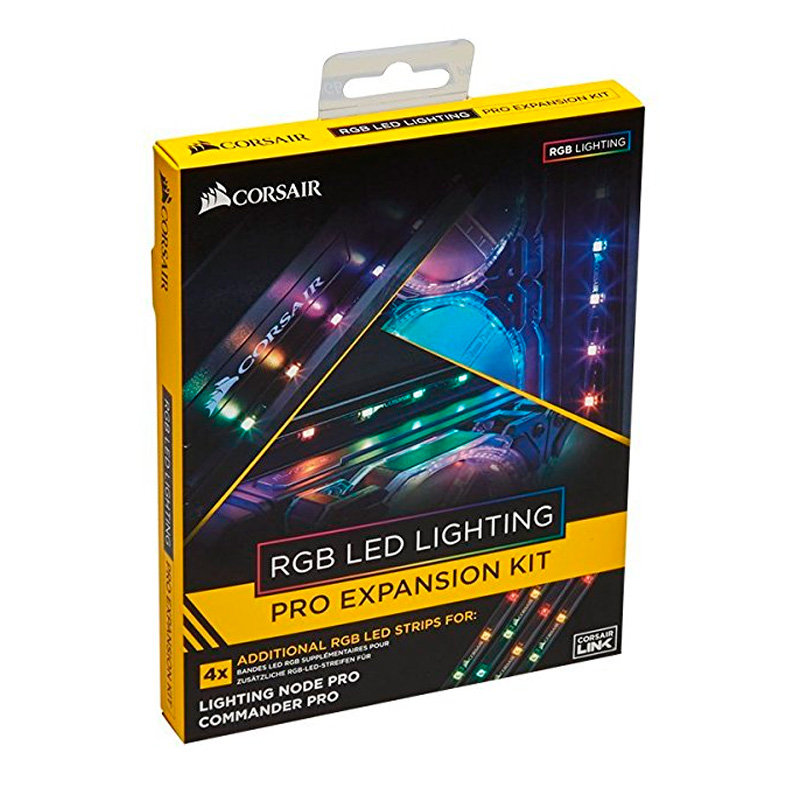 CORSAIR
RGB LED LIGHTING
PRO EXPANSION KIT
RGB LIGHTING
CORSAIR
CORSAIR
RGB LED LIGHTING
PRO EXPANSION KIT
4x
ADDITIONAL RGB LED STRIPS FOR:
BANDES LED RGB SUPPLÉMENTAIRES POUR
ZUSÄTZLICHE RGB-LED-STREIFEN FÜR
LIGHTING NODE PRO
COMMANDER PRO
CORSAIR
LINK
CORSAIR
RGB LED LIGHTING
PRO EXPANSION KIT